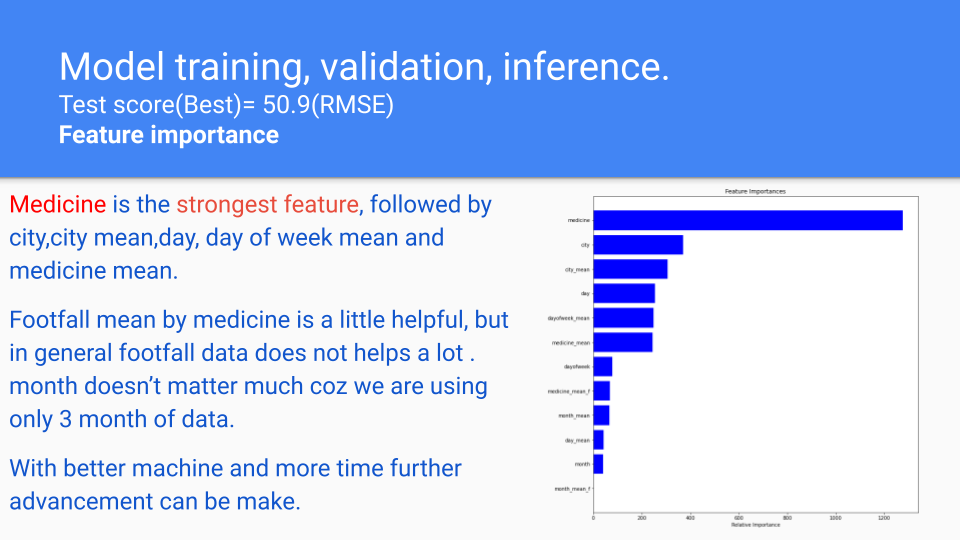 Model training, validation, inference.
Test score(Best)= 50.9(RMSE)
Feature importance
Medicine is the strongest feature, followed by
city,city mean,day, day of week mean and
medicine mean.
Footfall mean by medicine is a little helpful, but
in general footfall data does not helps a lot .
month doesn’t matter much coz we are using
only 3 month of data.
With better machine and more time further
advancement can be make.
Feature Importances
medicine
city
city_mean
day
dayofweek_mean
medicine_mean
dayofweek
medicine_mean_f
month_mean
day_mean
month
month_mean_f
0 200 400 600 800 1000 1200
Relative Importance